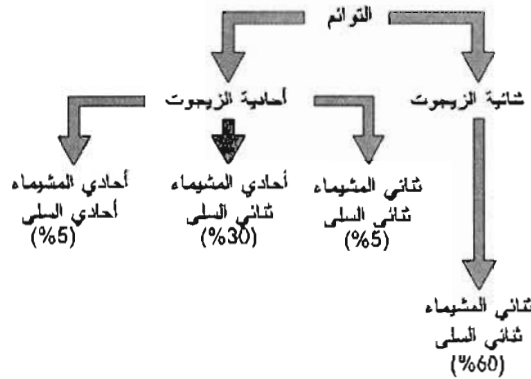 التوائم
ثنائية الزيجوت
أحادية الزيجوت
ثنائي المشيماء
ثنائي السلى
(%5)
أحادي المشيماء
ثنائي السلى
(%30)
أحادي المشيماء
أحادي السلى
(%5)
ثنائي المشيماء
ثنائي السلى
(%60)